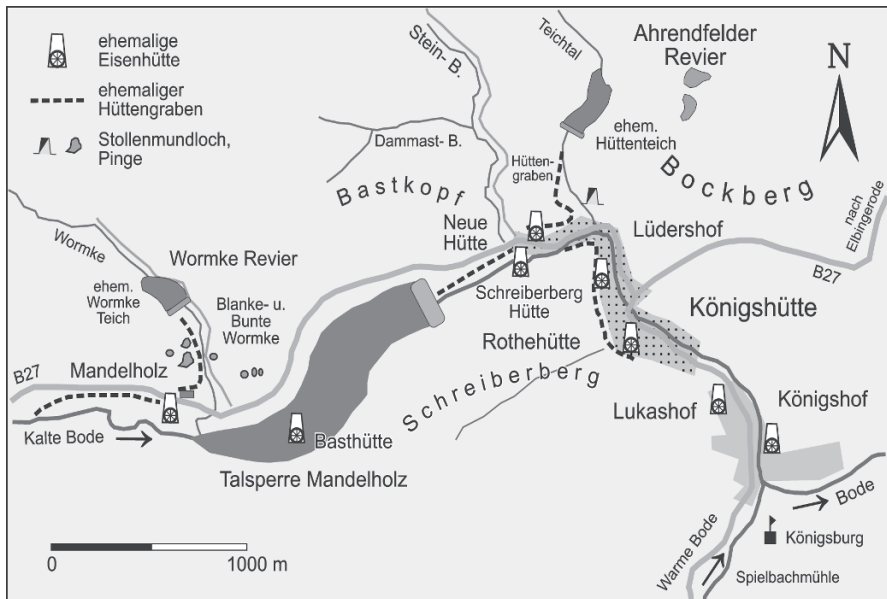 ehemalige
Eisenhütte
ehemaliger
Hüttengraben
Stollenmundloch,
Pinge
Stein- B.
Teichtal
Ahrendfelder
Revier
N
ehem.
Hüttenteich
Dammast- B.
Hütten-
graben
Bastkopf
Bockberg
nach
Elbingerode
B27
Neue
Hütte
Lüdershof
Wormke
Wormke Revier
ehem.
Wormke
Teich
Blanke- u.
Bunte
Wormke
Schreiberberg
Hütte
Königshütte
Rothehütte
Schreiberberg
Mandelholz
B27
Lukashof
Königshof
Kalte Bode
Basthütte
Talsperre Mandelholz
Bode
Warme Bode
Königsburg
Spielbachmühle
0
1000 m